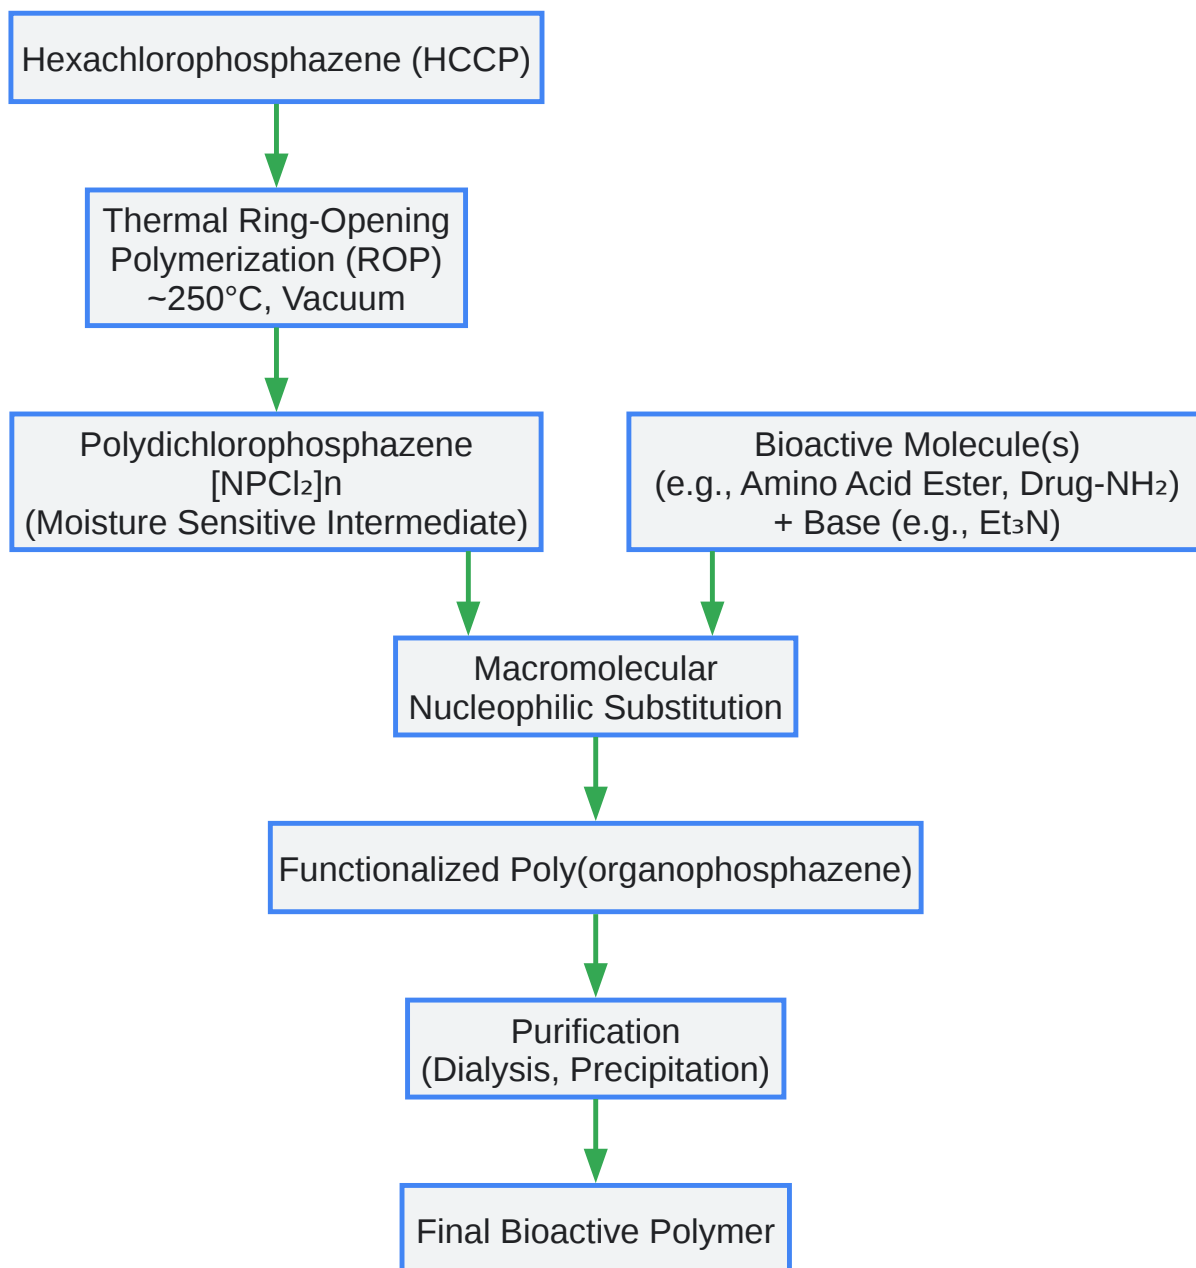 Hexachlorophosphazene (HCCP)
Thermal Ring-Opening
Polymerization (ROP)
~250°C, Vacuum
Polydichlorophosphazene
[NPCl₂]n
(Moisture Sensitive Intermediate)
Bioactive Molecule(s)
(e.g., Amino Acid Ester, Drug-NH₂)
+ Base (e.g., Et₃N)
Macromolecular
Nucleophilic Substitution
Functionalized Poly(organophosphazene)
Purification
(Dialysis, Precipitation)
Final Bioactive Polymer